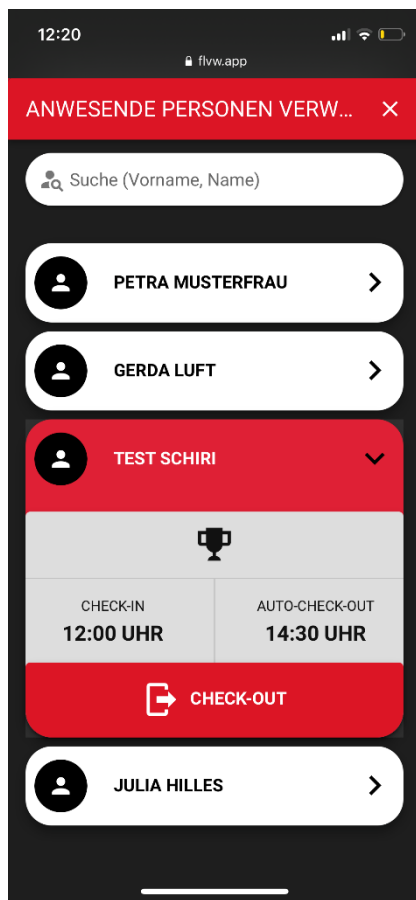 12:20
flvw.app
ANWESENDE PERSONEN VERW...
Suche (Vorname, Name)
PETRA MUSTERFRAU
GERDA LUFT
TEST SCHIRI
CHECK-IN
12:00 UHR
AUTO-CHECK-OUT
14:30 UHR
CHECK-OUT
JULIA HILLES